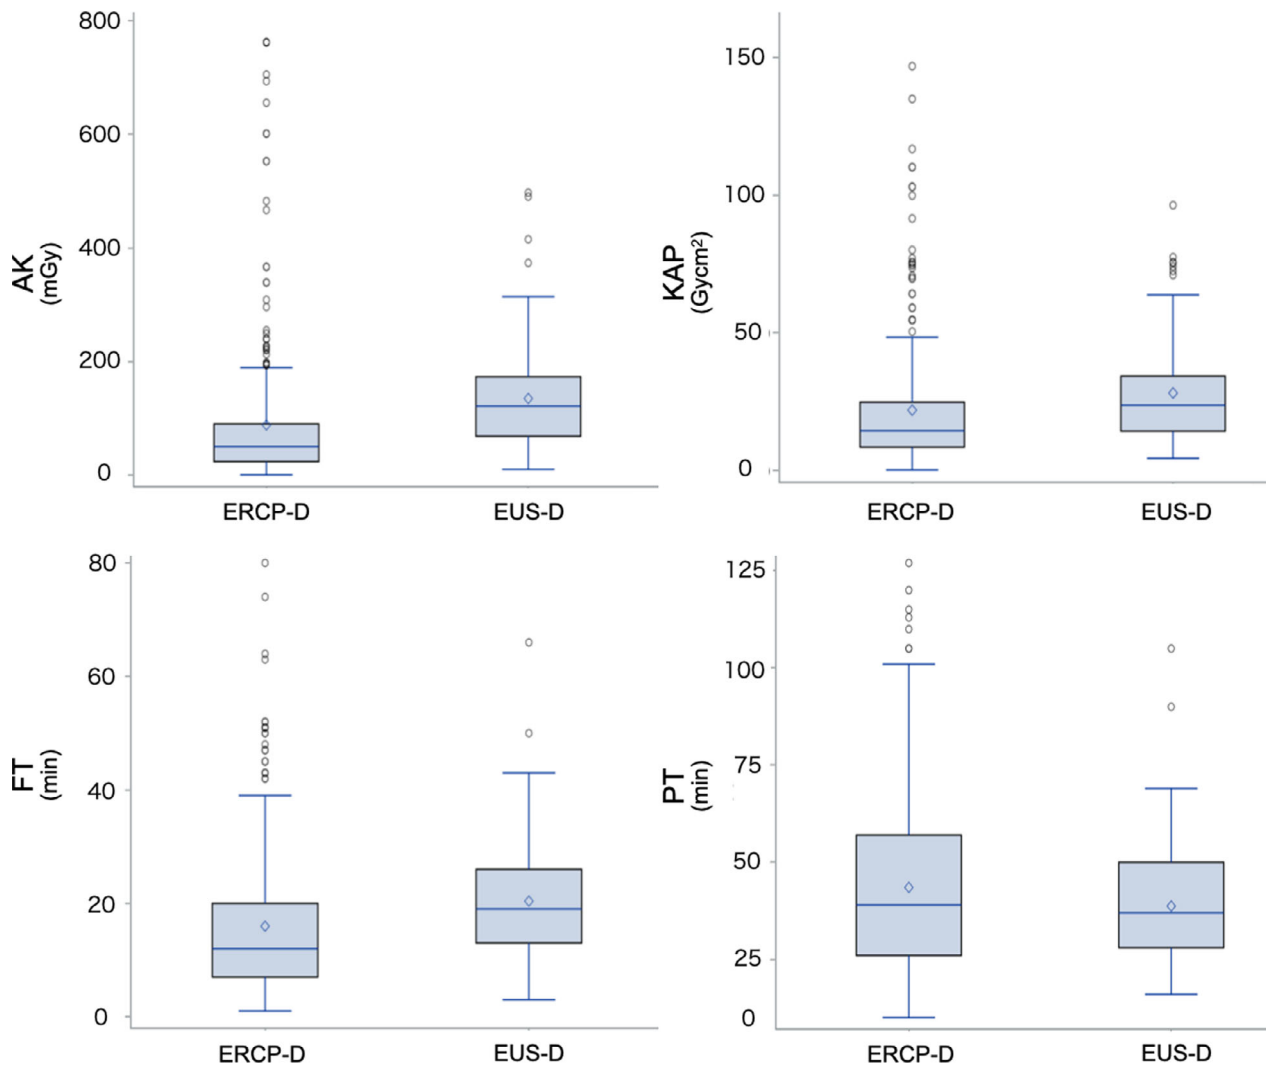 800
600
400
200
0
AK
(mGy)
ERCP-D
EUS-D
150
100
50
0
KAP
(Gycm²)
ERCP-D
EUS-D
80
60
40
20
0
FT
(min)
ERCP-D
EUS-D
125
100
75
50
25
0
PT
(min)
ERCP-D
EUS-D